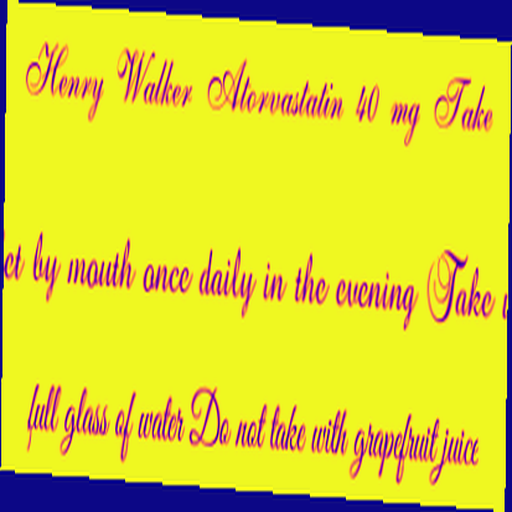 Henry Walker Atorvastatin 40 mg Take
by mouth once daily in the evening Take
full glass of water Do not take with grapefruit juice